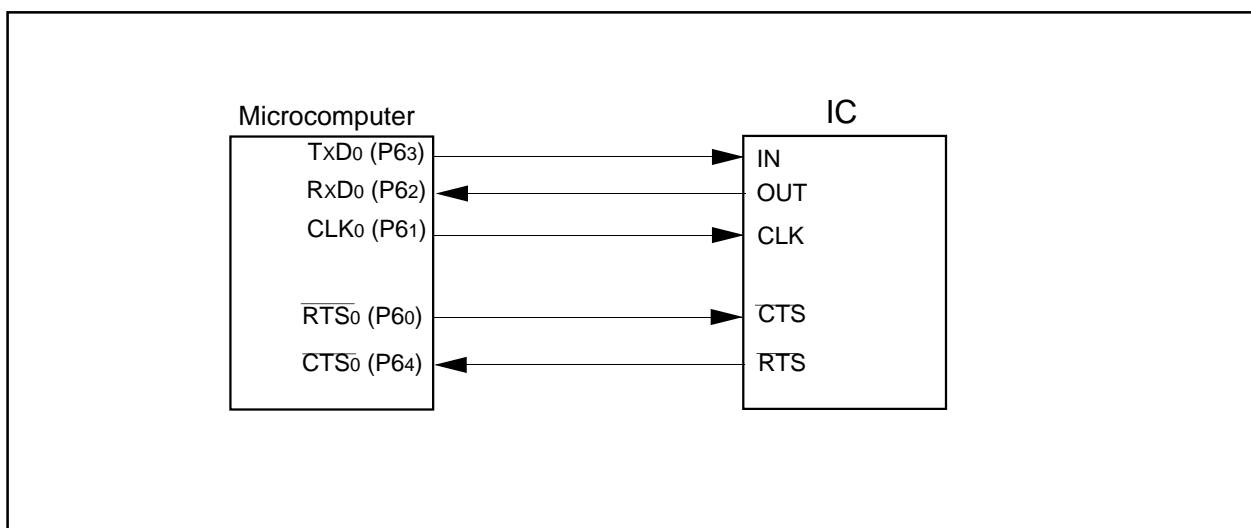 Microcomputer
TxD0 (P63)
RxD0 (P62)
CLK0 (P61)
RTS0 (P60)
CTS0 (P64)
IC
IN
OUT
CLK
CTS
RTS